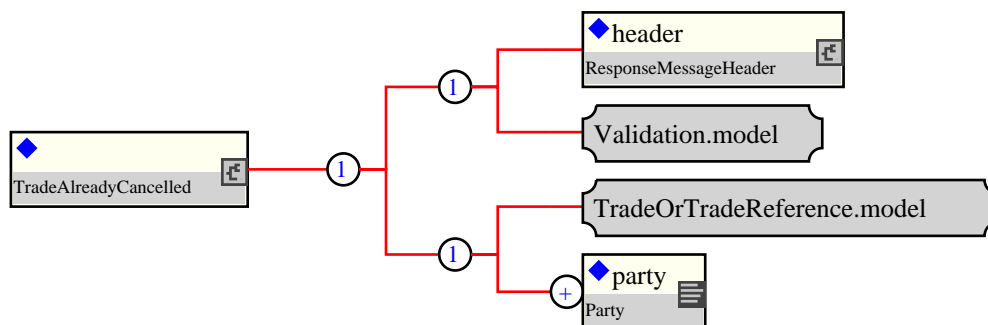 header
ResponseMessageHeader
1
Validation.model
TradeAlreadyCancelled
1
TradeOrTradeReference.model
1
party
+
Party